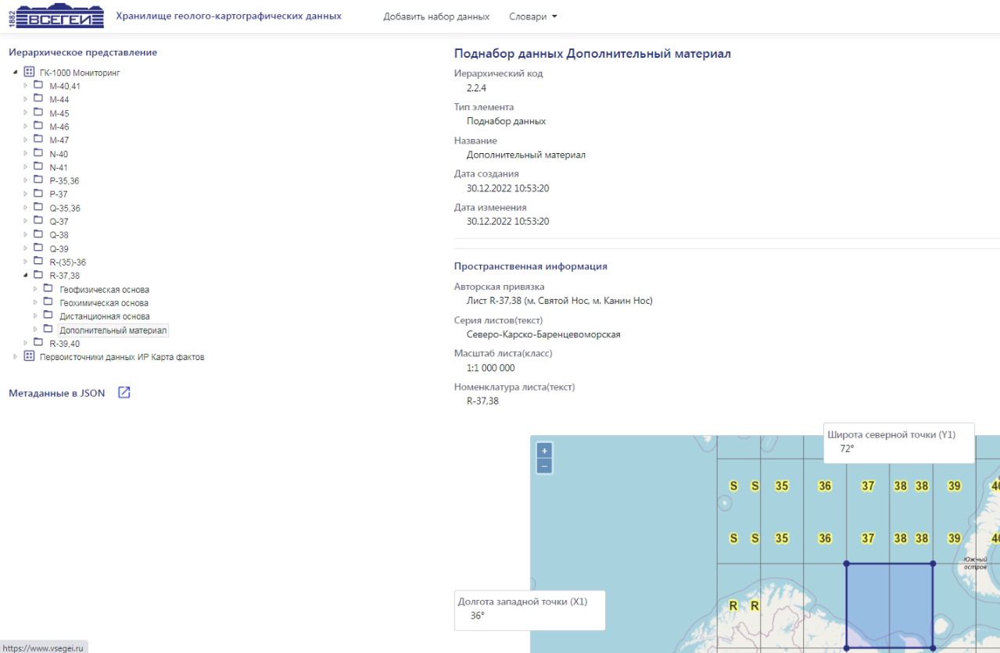 1882 ВСЕГЕИ
Хранилище геолого-картографических данных
Добавить набор данных
Словари
Иерархическое представление
ГК-1000 Мониторинг
М-40,41
М-44
М-45
М-46
М-47
N-40
N-41
P-35,36
P-37
Q-35,36
Q-37
Q-38
Q-39
R-(35)-36
R-37,38
Геофизическая основа
Геохимическая основа
Дистанционная основа
Дополнительный материал
R-39,40
Первоисточники данных ИР Карта фактов
Метаданные в JSON
Поднабор данных Дополнительный материал
Иерархический код
2.2.4
Тип элемента
Поднабор данных
Название
Дополнительный материал
Дата создания
30.12.2022 10:53:20
Дата изменения
30.12.2022 10:53:20
Пространственная информация
Авторская привязка
Лист R-37,38 (м. Святой Нос, м. Канин Нос)
Серия листов(текст)
Северо-Карско-Баренцевоморская
Масштаб листа(класс)
1:1 000 000
Номенклатура листа(текст)
R-37,38
Широта северной точки (Y1)
72°
+
−
S S 35 36 37 38 38 39 40
S S 35 36 37 38 38 39 40
Южный
остров
Долгота западной точки (X1)
36°
R R
https://www.vsegei.ru